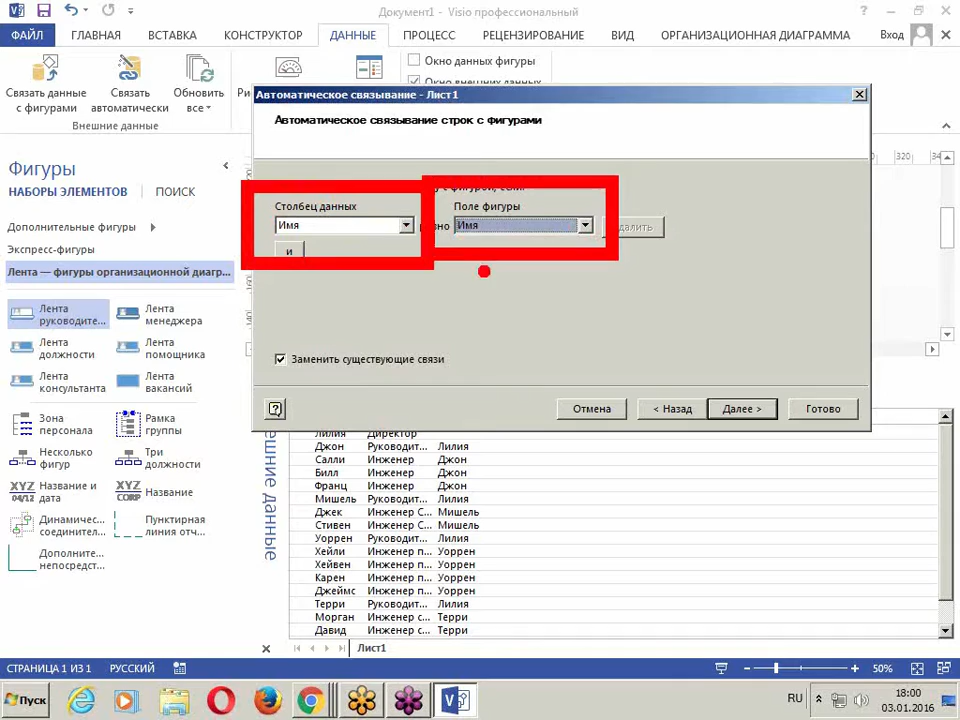 Документ1 - Visio профессиональный
ФАЙЛ ГЛАВНАЯ ВСТАВКА КОНСТРУКТОР ДАННЫЕ ПРОЦЕСС РЕЦЕНЗИРОВАНИЕ ВИД ОРГАНИЗАЦИОННАЯ ДИАГРАММА Вход
Окно данных фигуры
Окно внешних данных
Связать данные с фигурами
Связать автоматически
Обновить все
Внешние данные
Автоматическое связывание - Лист1
Автоматическое связывание строк с фигурами
Столбец данных
Поле фигуры
Имя
Имя
и
Заменить существующие связи
Отмена < Назад Далее > Готово
Фигуры
НАБОРЫ ЭЛЕМЕНТОВ ПОИСК
Дополнительные фигуры
Экспресс-фигуры
Лента — фигуры организационной диагр...
Лента руководите...
Лента менеджера
Лента должности
Лента помощника
Лента консультанта
Лента вакансий
Зона персонала
Рамка группы
Несколько фигур
Три должности
XYZ 04/12 Название и дата
XYZ CORP Название
Динамичес... соединител...
Пунктирная линия отч...
Дополните... непосредст...
320
Лилия Директор
Джон Руководит... Лилия
Салли Инженер Джон
Билл Инженер Джон
Франц Инженер Джон
Мишель Руководит... Лилия
Джек Инженер С... Мишель
Стивен Инженер С... Мишель
Уоррен Руководит... Лилия
Хейли Инженер п... Уоррен
Хейвен Инженер п... Уоррен
Карен Инженер п... Уоррен
Джеймс Инженер п... Уоррен
Терри Руководит... Лилия
Морган Инженер с... Терри
Давид Инженер с... Терри
Лист1
СТРАНИЦА 1 ИЗ 1 РУССКИЙ 50%
Пуск RU 18:00
03.01.2016